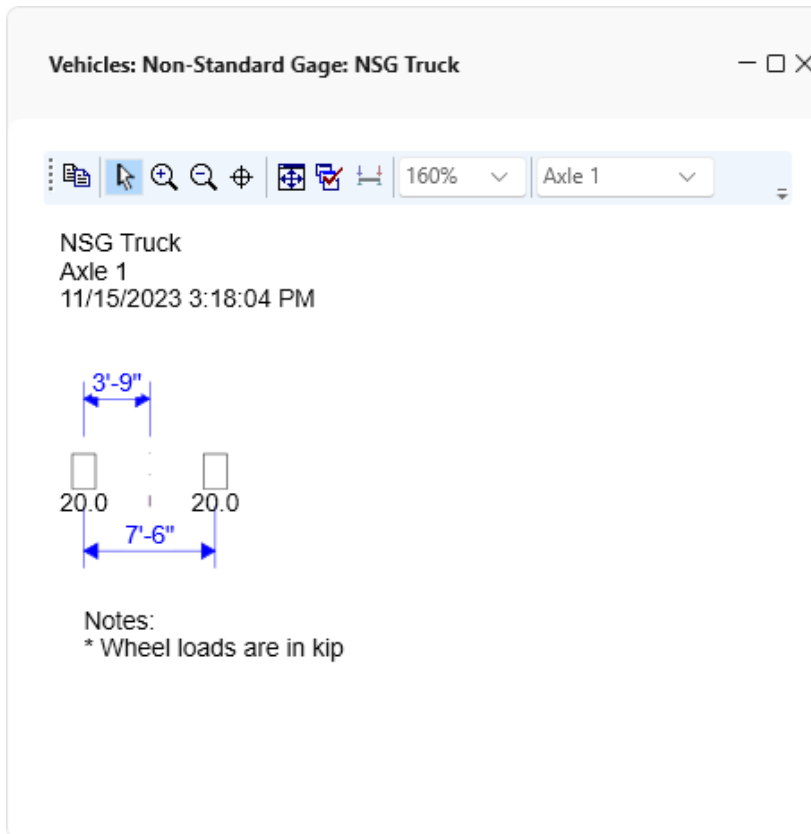 Vehicles: Non-Standard Gage: NSG Truck
160%
Axle 1
NSG Truck
Axle 1
11/15/2023 3:18:04 PM
3'-9"
20.0
20.0
7'-6"
Notes:
* Wheel loads are in kip